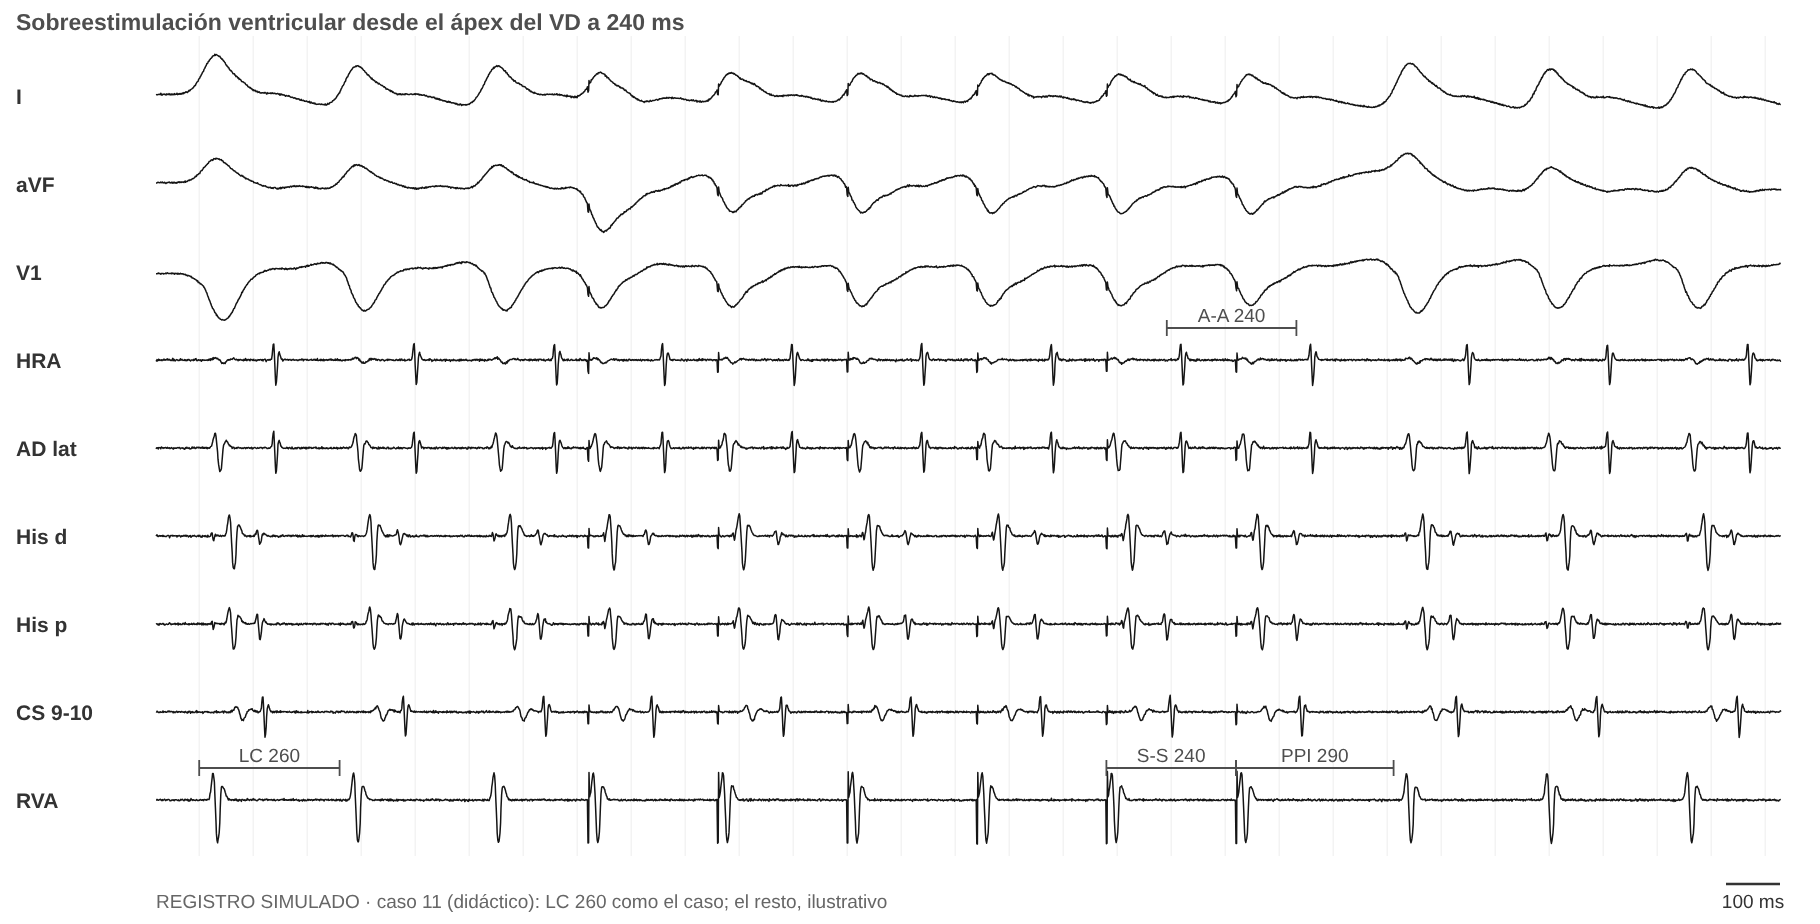 Sobreestimulación ventricular desde el ápex del VD a 240 ms
I
aVF
V1
A-A 240
HRA
AD lat
His d
His p
CS 9-10
LC 260
S-S 240
PPI 290
RVA
REGISTRO SIMULADO · caso 11 (didáctico): LC 260 como el caso; el resto, ilustrativo
100 ms